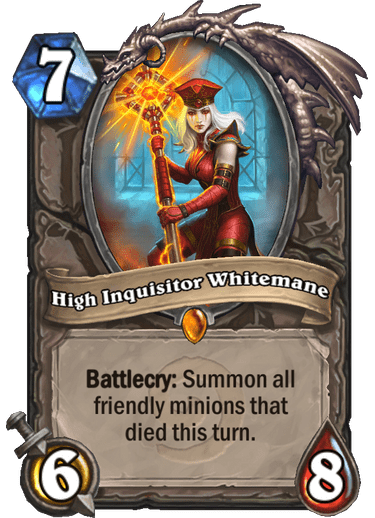 7
High Inquisitor Whitemane
Battlecry: Summon all
friendly minions that
died this turn.
6
8